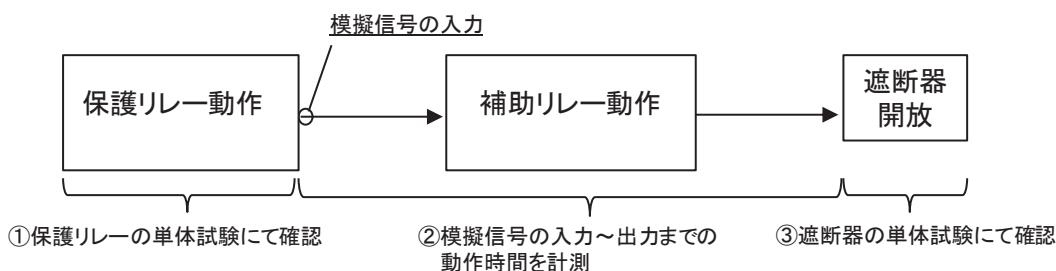 模擬信号の入力
保護リレー動作
補助リレー動作
遮断器
開放
①保護リレーの単体試験にて確認
②模擬信号の入力～出力までの
動作時間を計測
③遮断器の単体試験にて確認